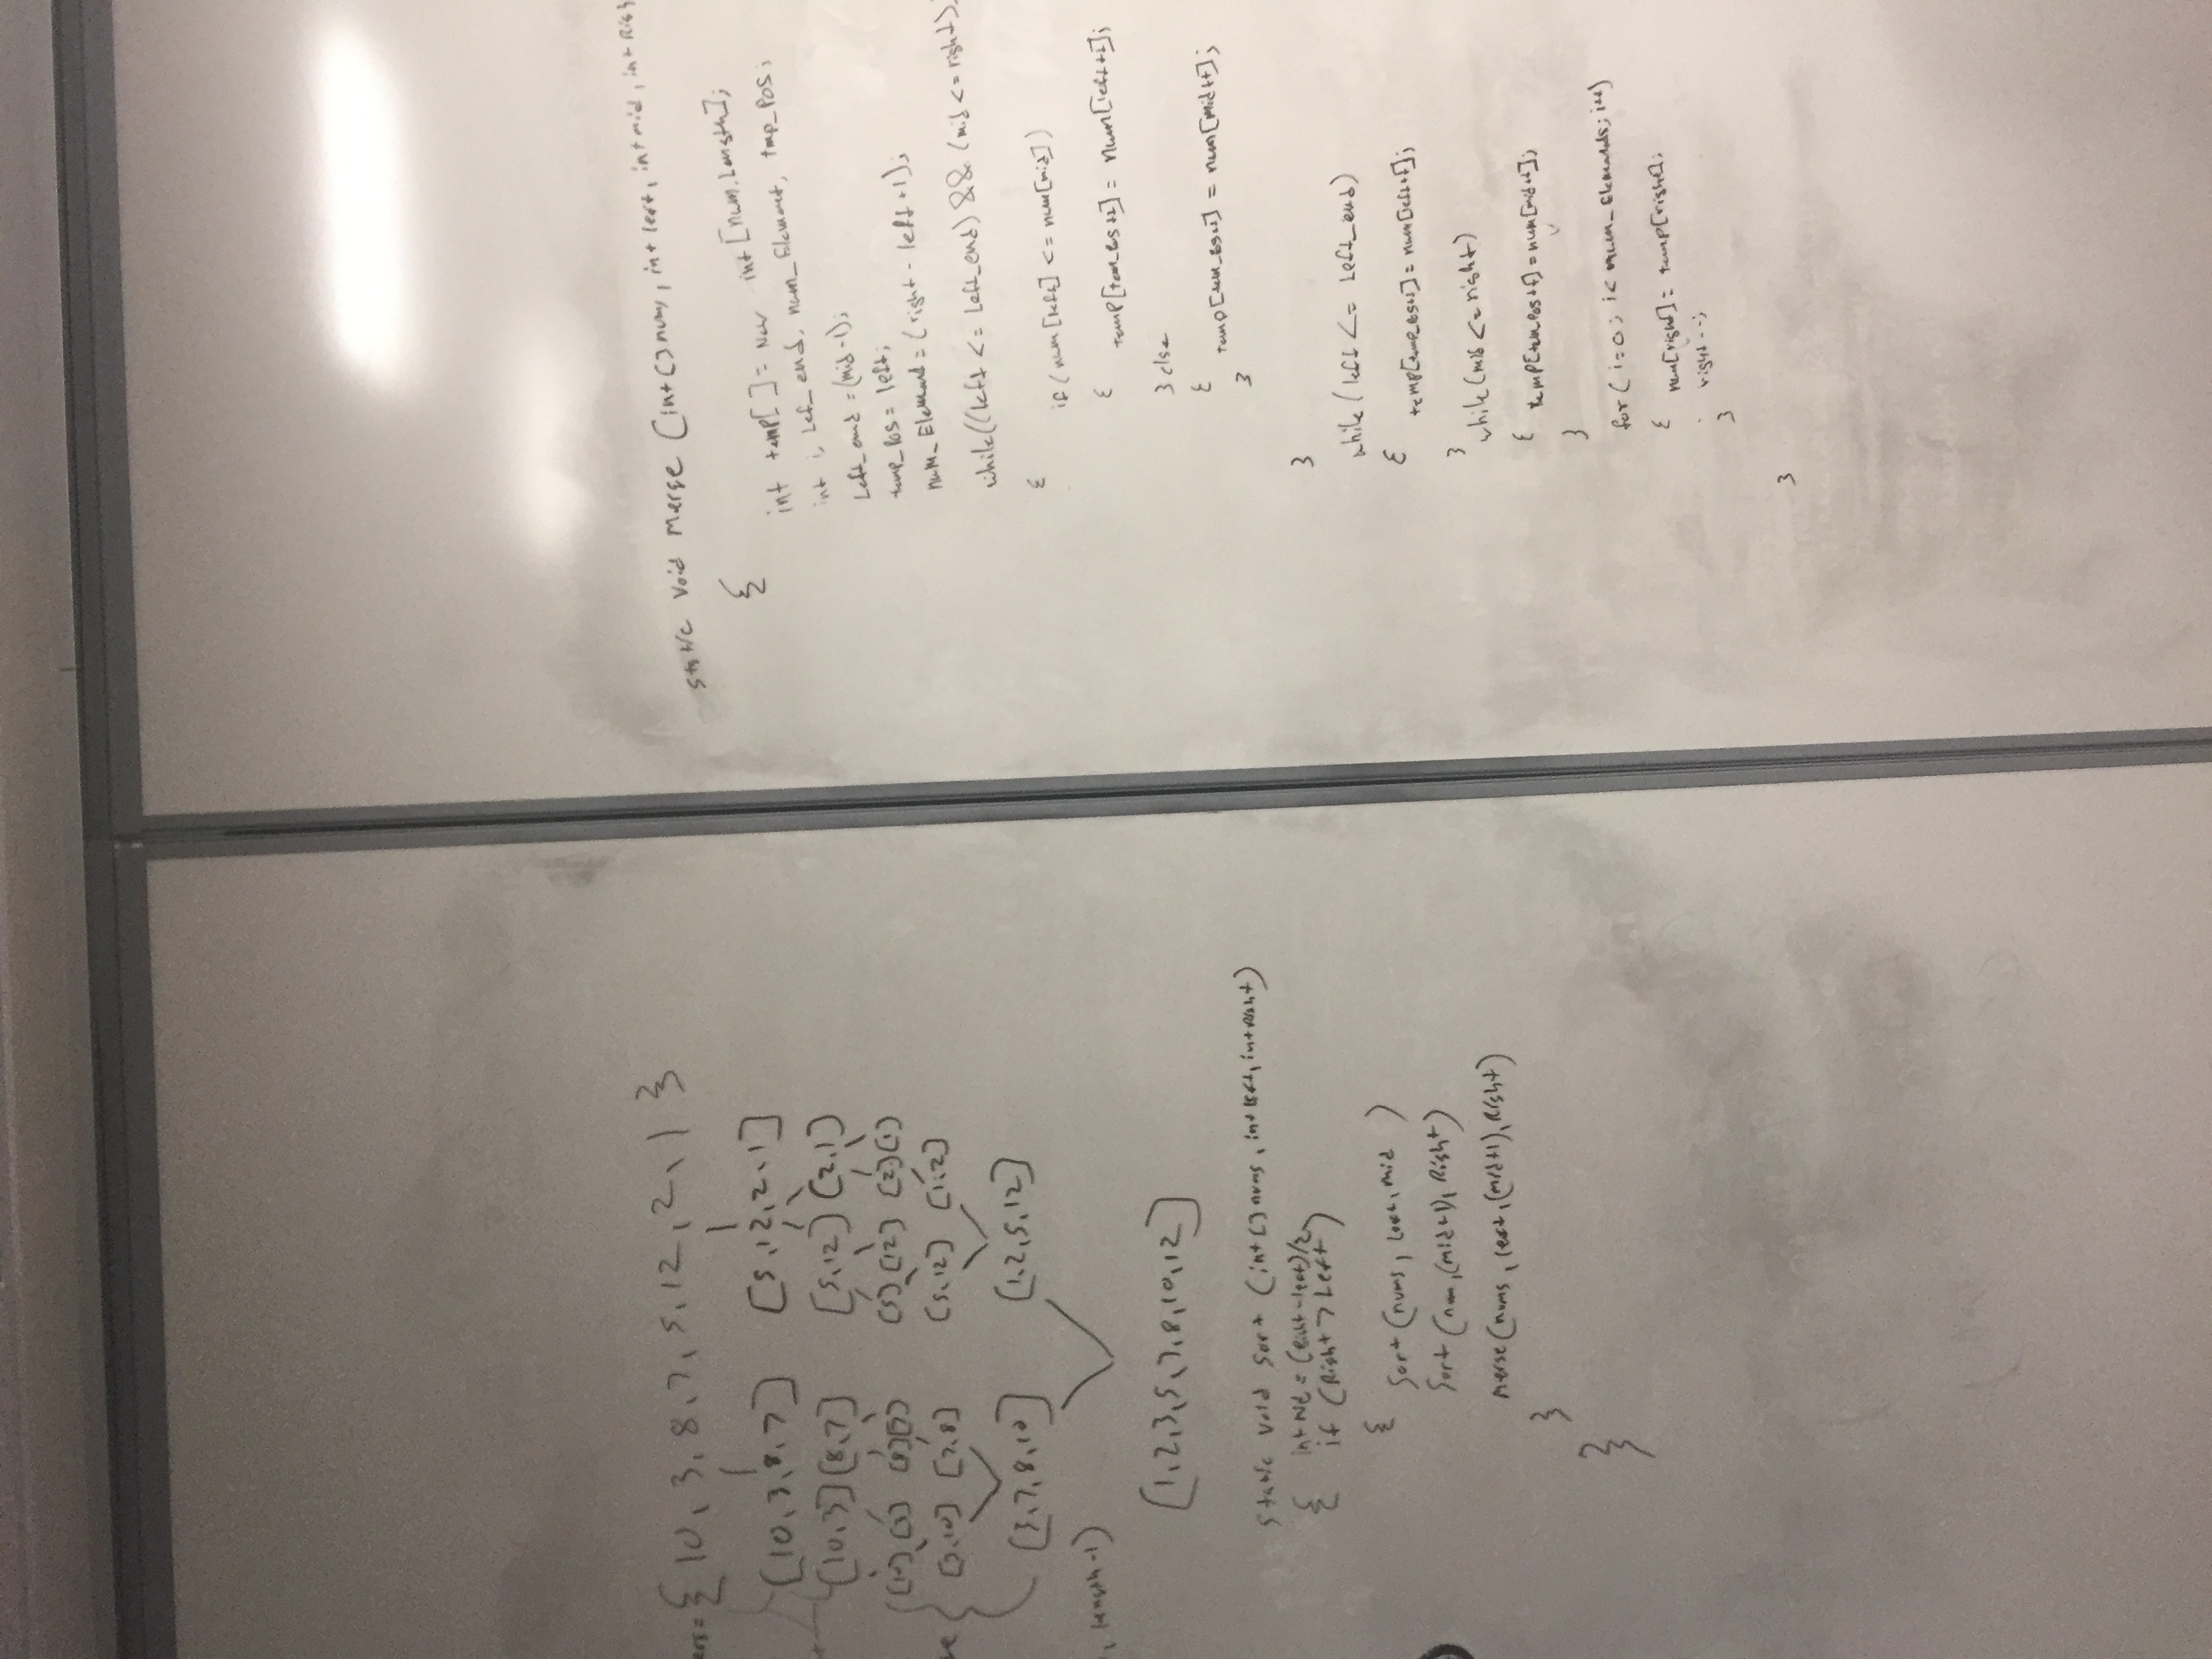 ers = { 10, 3, 8, 7, 5, 12, 2, 1 }
[10, 3, 8, 7] [5, 12, 2, 1]
[10, 3] [8, 7] [5, 12] [2, 1]
[10] [3] [8] [7] [5] [12] [2] [1]
[3, 10] [7, 8] [5, 12] [1, 2]
[3, 7, 8, 10] [1, 2, 5, 12]
, length-1)
[1, 2, 3, 5, 7, 8, 10, 12]
static void sort (int [] nums, int left, int Right)
{ int Md = (Right-left)/2
if (Right > Left)
{ Sort (nums, left, mid )
Sort (num, (mid+1), Right)
merge (nums, left, (mid+1), Right)
}
}
static void merge (int [] nums, int left, int mid, int Righ
{ int temp[ ] = New int [num.Length];
int i, Lef_end, num_Element, tmp_Pos;
Left_end = (mid-1);
temp_Pos = left;
num_Element = (right - left +1);
while((left <= Left_end) && (mid <= right))
{
if (num [left] <= num[mid])
{ temp[tem_Pos++] = num[left++];
} else
{ temp[tem_Pos++] = num[mid++];
}
}
while (left <= Left_end)
{ temp[temp_Pos++] = num[left++];
}
while (mid <= right)
{ temp[tem_Pos++] = num[mid++];
}
for ( i=0; i< num_Elements; i++)
{ num[right] = temp[right];
right--;
}
}